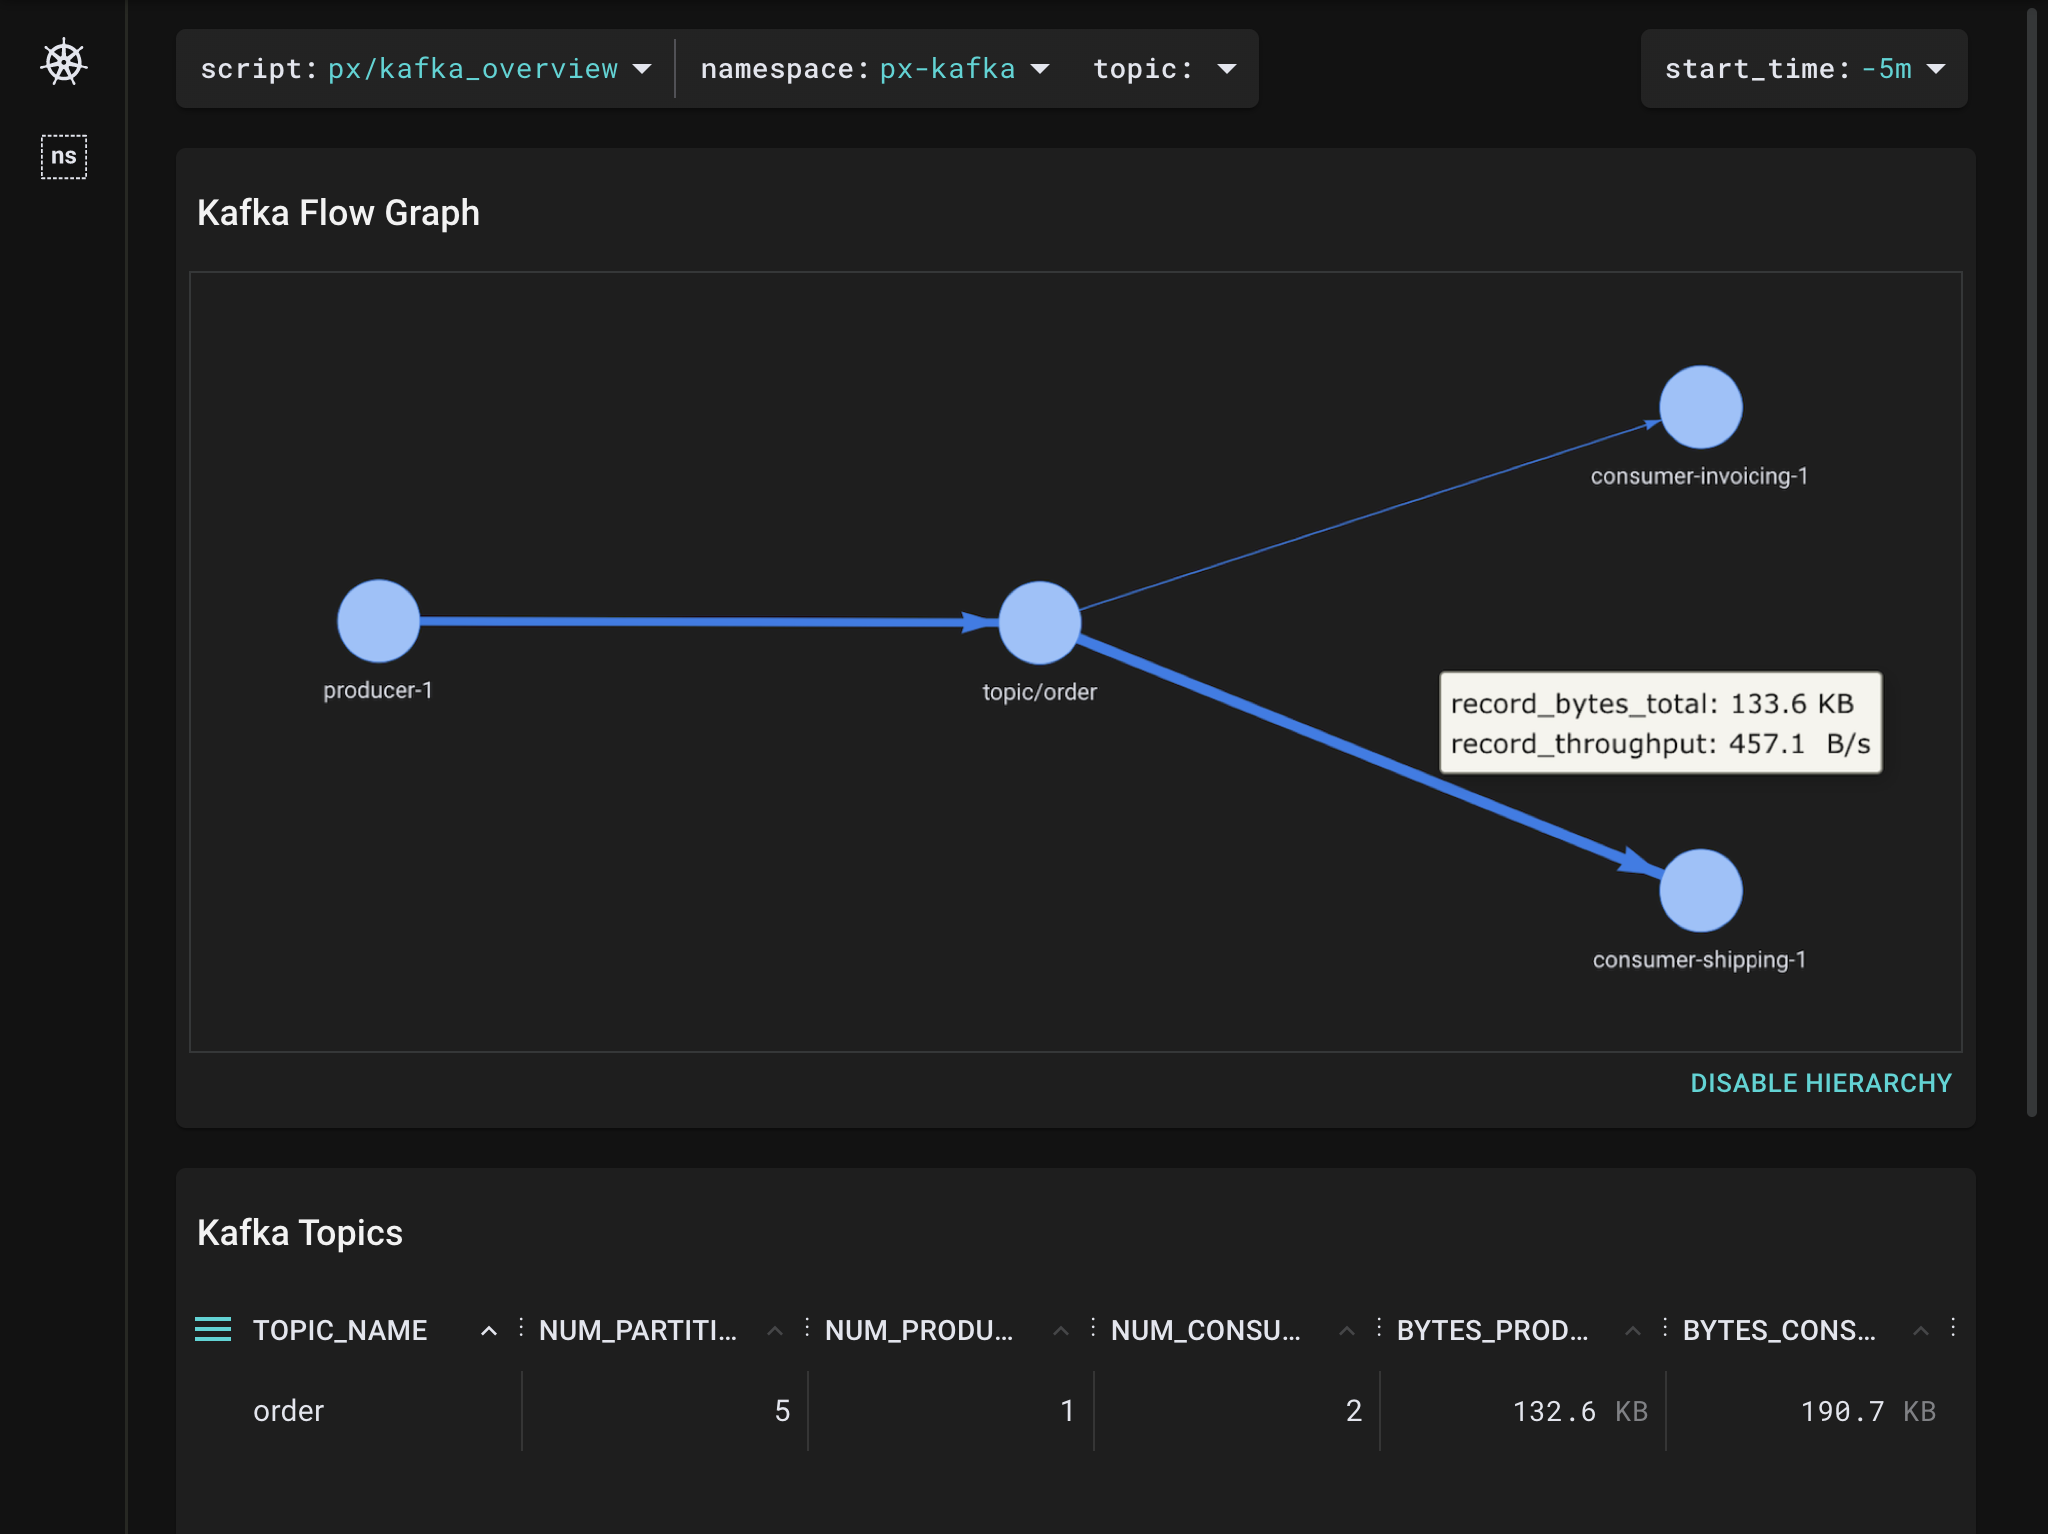 script: px/kafka_overview namespace: px-kafka topic: start_time: -5m
ns
Kafka Flow Graph
consumer-invoicing-1
producer-1
topic/order
record_bytes_total: 133.6 KB
record_throughput: 457.1 B/s
consumer-shipping-1
DISABLE HIERARCHY
Kafka Topics
TOPIC_NAME NUM_PARTITI... NUM_PRODU... NUM_CONSU... BYTES_PROD... BYTES_CONS...
order 5 1 2 132.6 KB 190.7 KB